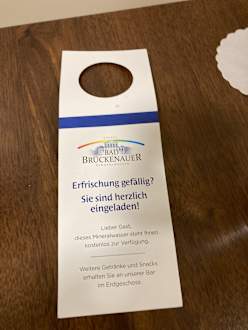 BAD
BRÜCKENAUER
Erfrischung gefällig?
Sie sind herzlich
eingeladen!
Lieber Gast,
dieses Mineralwasser steht Ihnen
kostenlos zur Verfügung.
Weitere Getränke und Snacks
erhalten Sie an unserer Bar
im Erdgeschoss.